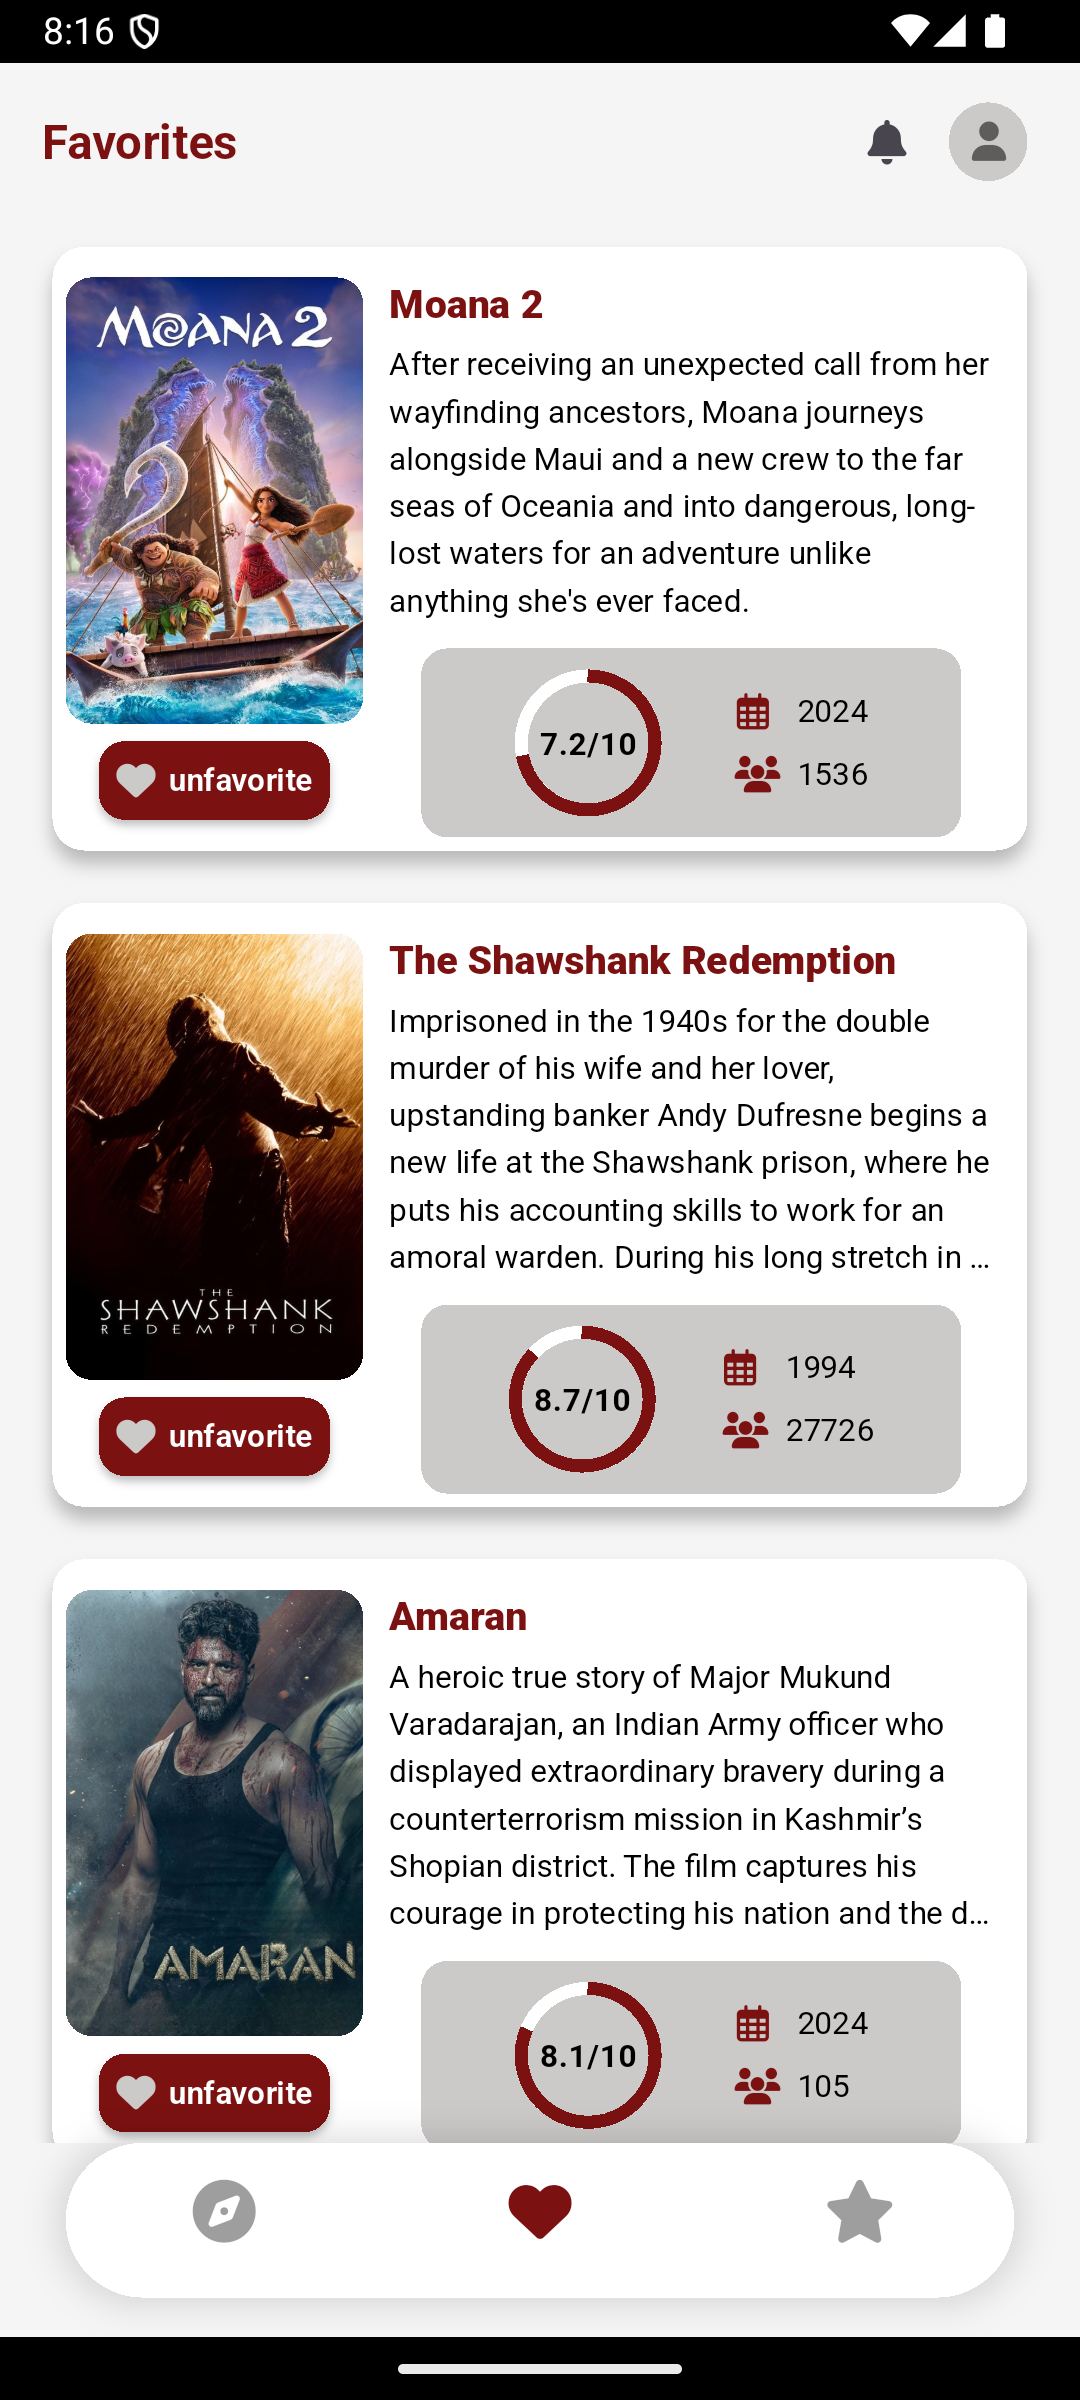 8:16
Favorites
MOANA 2
Moana 2
After receiving an unexpected call from her
wayfinding ancestors, Moana journeys
alongside Maui and a new crew to the far
seas of Oceania and into dangerous, long-
lost waters for an adventure unlike
anything she's ever faced.
unfavorite
7.2/10
2024
1536
THE
SHAWSHANK
REDEMPTION
The Shawshank Redemption
Imprisoned in the 1940s for the double
murder of his wife and her lover,
upstanding banker Andy Dufresne begins a
new life at the Shawshank prison, where he
puts his accounting skills to work for an
amoral warden. During his long stretch in ...
unfavorite
8.7/10
1994
27726
AMARAN
Amaran
A heroic true story of Major Mukund
Varadarajan, an Indian Army officer who
displayed extraordinary bravery during a
counterterrorism mission in Kashmir’s
Shopian district. The film captures his
courage in protecting his nation and the d...
unfavorite
8.1/10
2024
105